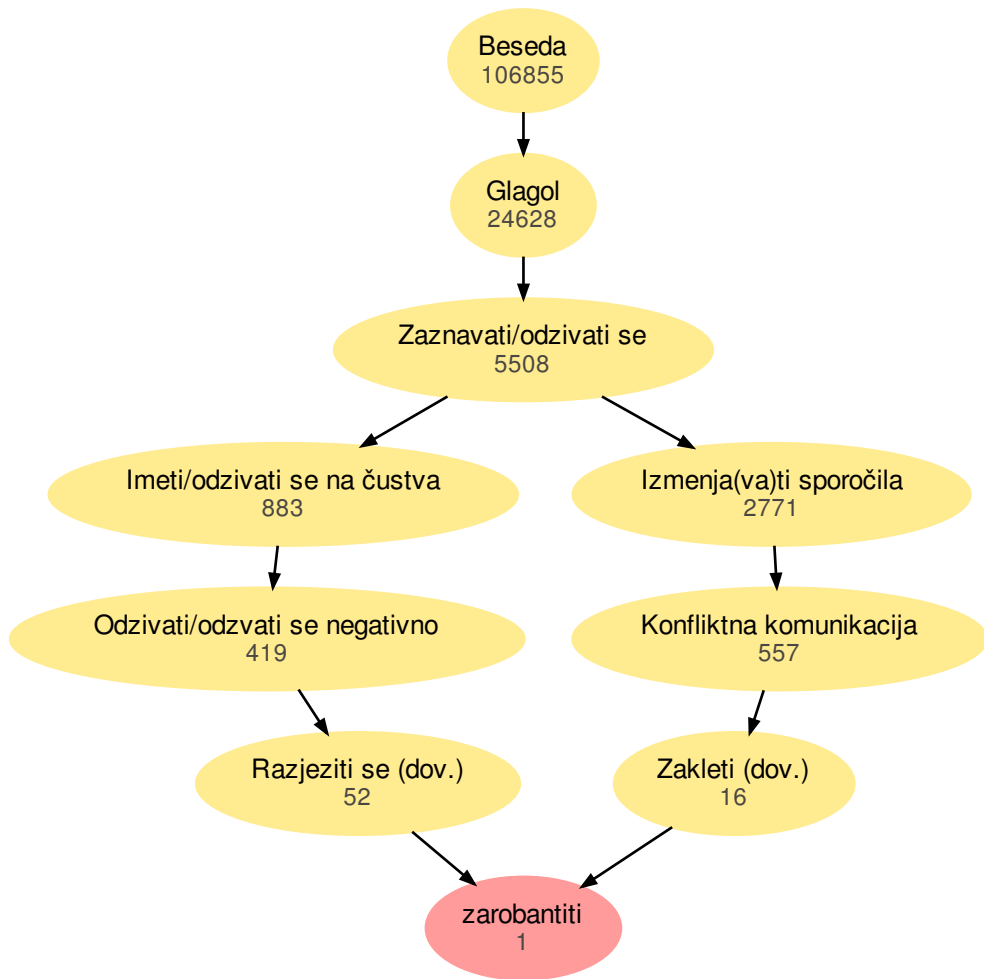 Beseda
106855
Glagol
24628
Zaznavati/odzivati se
5508
Imeti/odzivati se na čustva
883
Izmenja(va)ti sporočila
2771
Odzivati/odzvati se negativno
419
Konfliktna komunikacija
557
Razjeziti se (dov.)
52
Zakleti (dov.)
16
zarobantiti
1